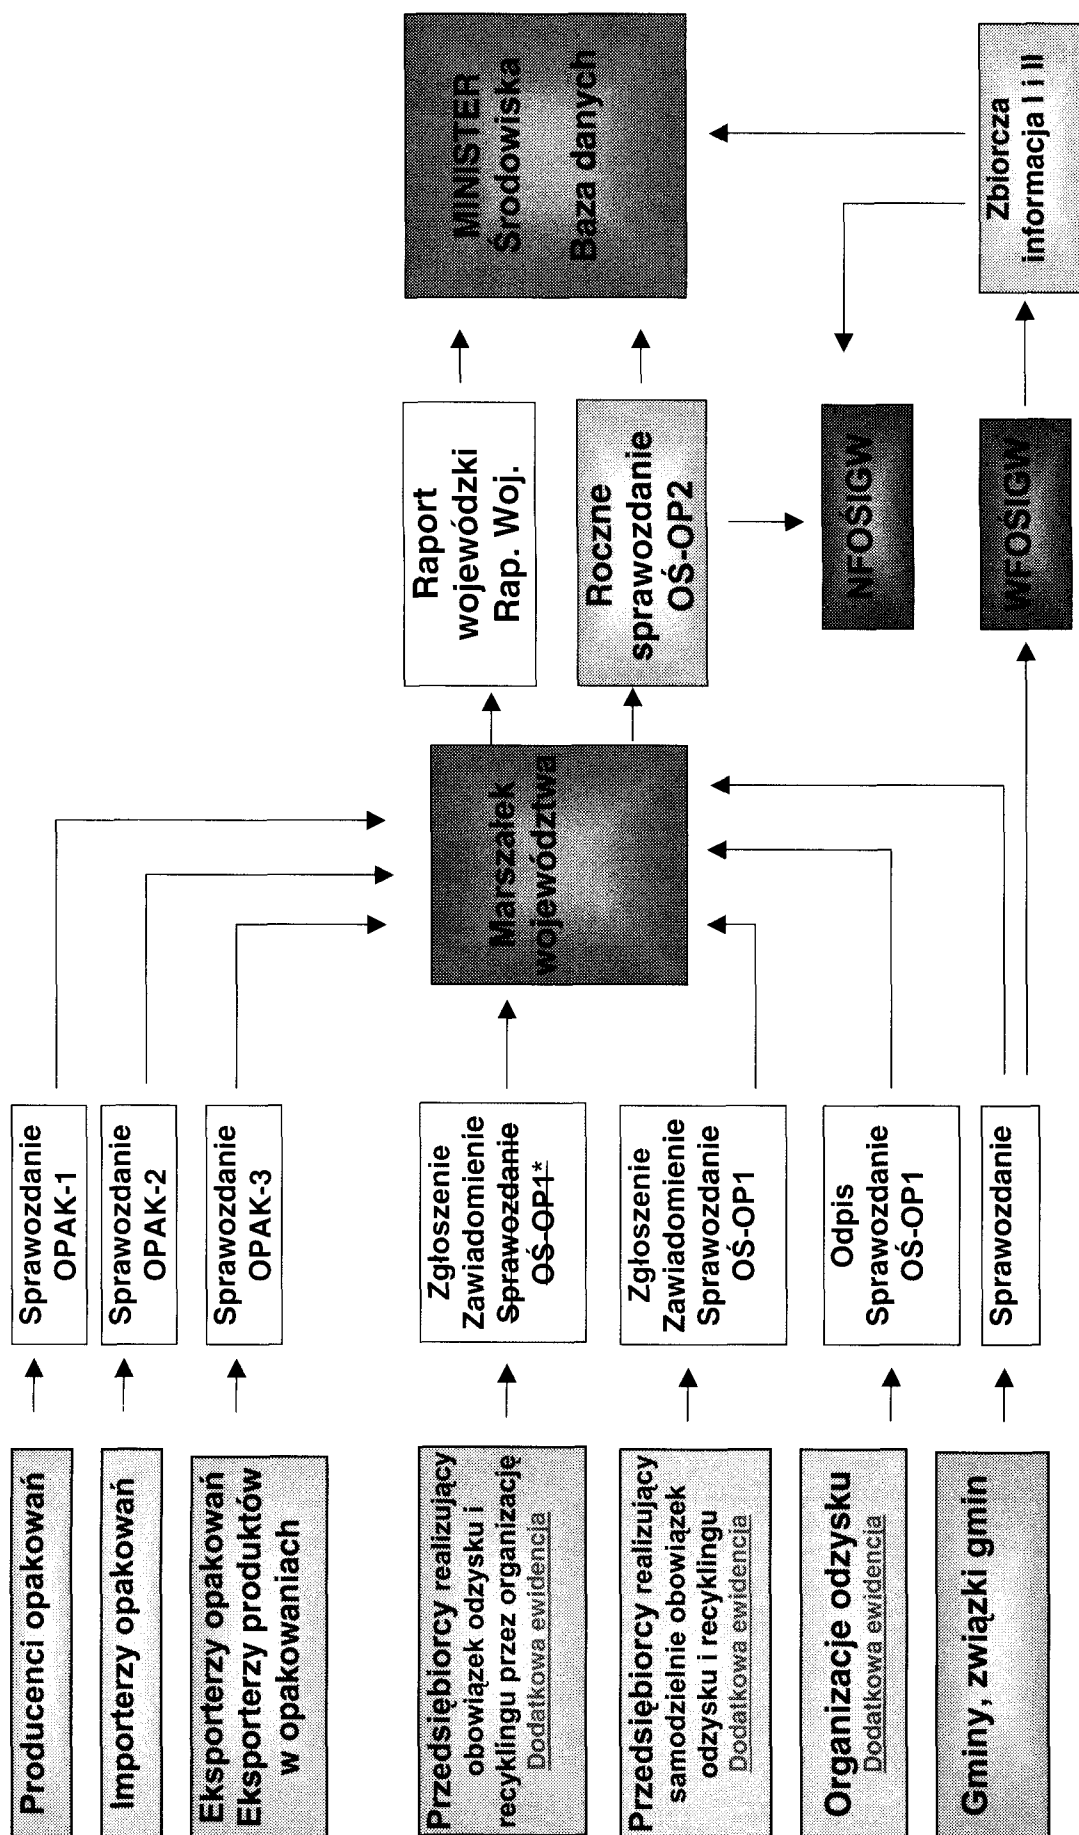 Producenci opakowań
Importerzy opakowań
Eksporterzy opakowań
Eksporterzy produktów
w opakowaniach
Przedsiębiorcy realizujący
obowiązek odzysku i
recyklingu przez organizację
Dodatkowa ewidencja
Przedsiębiorcy realizujący
samodzielnie obowiązek
odzysku i recyklingu
Dodatkowa ewidencja
Organizacje odzysku
Dodatkowa ewidencja
Gminy, związki gmin
Sprawozdanie
OPAK-1
Sprawozdanie
OPAK-2
Sprawozdanie
OPAK-3
Zgłoszenie
Zawiadomienie
Sprawozdanie
OŚ-OP1*
Zgłoszenie
Zawiadomienie
Sprawozdanie
OŚ-OP1
Odpis
Sprawozdanie
OŚ-OP1
Sprawozdanie
Marszałek
województwa
Raport
wojewódzki
Rap. Woj.
Roczne
sprawozdanie
OŚ-OP2
NFOŚIGW
WFOŚIGW
MINISTER
Środowiska
Baza danych
Zbiorcza
informacja I i II